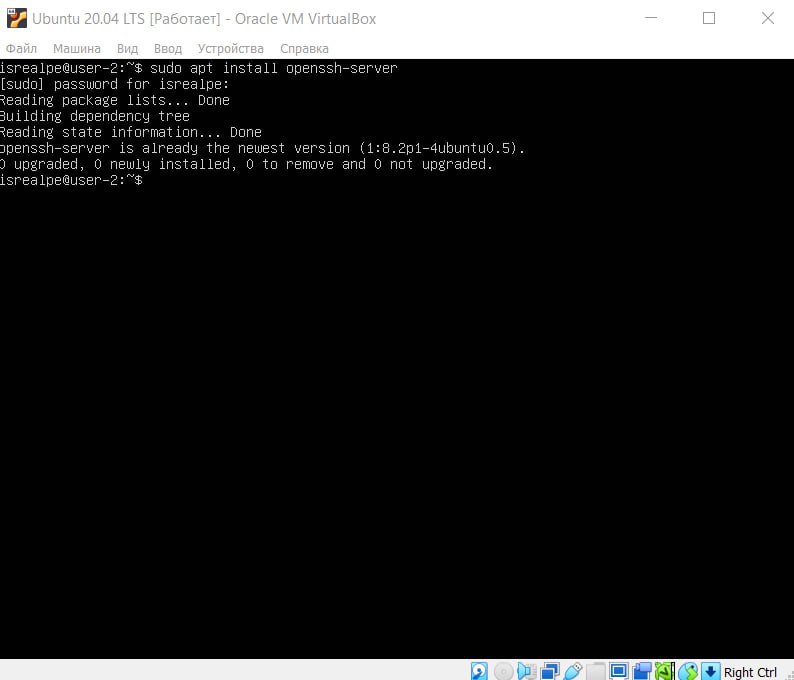 Ubuntu 20.04 LTS [Работает] - Oracle VM VirtualBox
Файл Машина Вид Ввод Устройства Справка
isrealpe@user-2:~$ sudo apt install openssh-server
[sudo] password for isrealpe:
Reading package lists... Done
Building dependency tree
Reading state information... Done
openssh-server is already the newest version (1:8.2p1-4ubuntu0.5).
0 upgraded, 0 newly installed, 0 to remove and 0 not upgraded.
isrealpe@user-2:~$
Right Ctrl